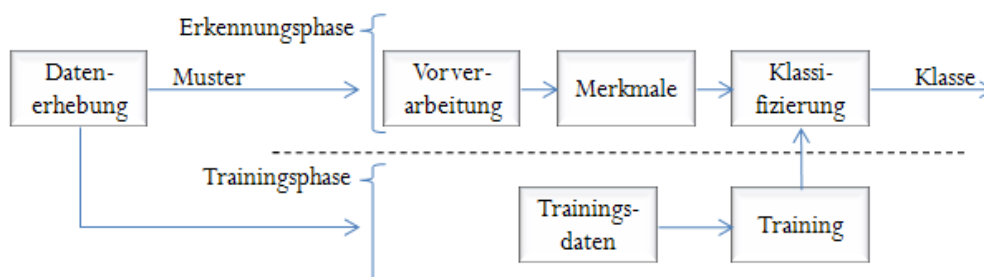 Erkennungsphase
Daten-
erhebung
Muster
Vorver-
arbeitung
Merkmale
Klassi-
fizierung
Klasse
Trainingsphase
Trainings-
daten
Training